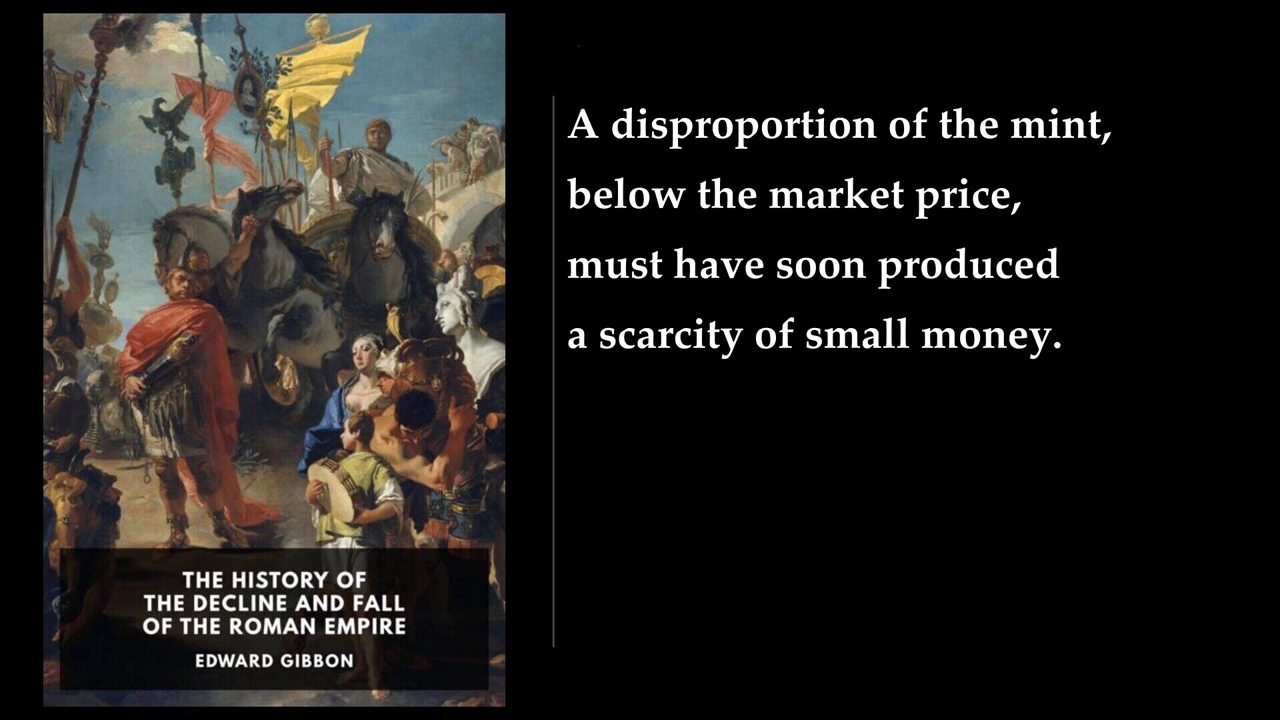 A disproportion of the mint,
below the market price,
must have soon produced
a scarcity of small money.
THE HISTORY OF
THE DECLINE AND FALL
OF THE ROMAN EMPIRE
EDWARD GIBBON